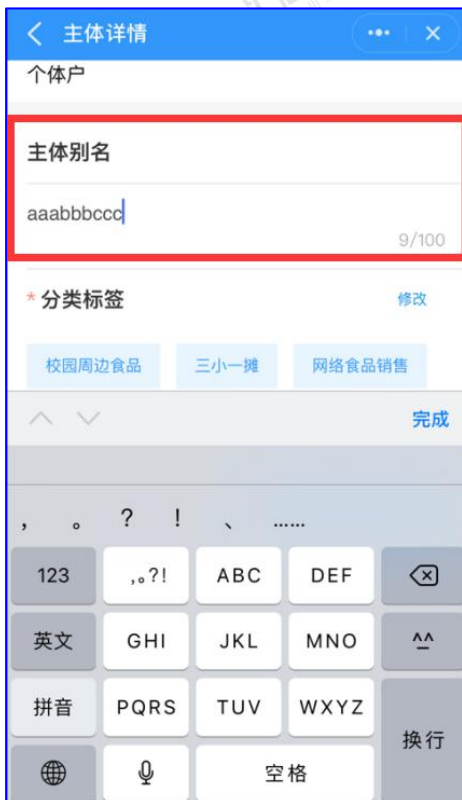 主体详情
个体户
主体别名
aaabbbccc
9/100
* 分类标签 修改
校园周边食品 三小一摊 网络食品销售
完成
， 。 ？ ！ 、 ……
123 ,。?! ABC DEF
英文 GHI JKL MNO ^^
拼音 PQRS TUV WXYZ 换行
空格